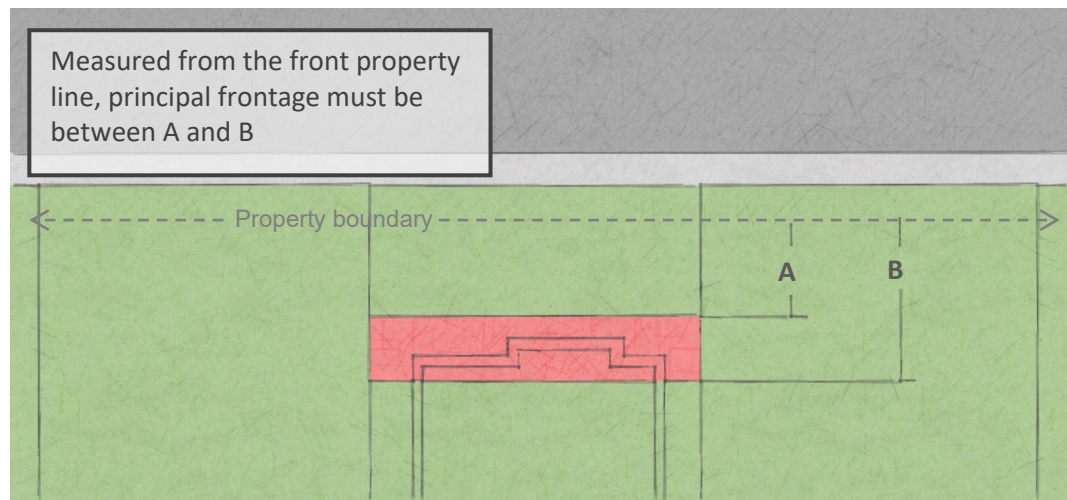 Measured from the front property
line, principal frontage must be
between A and B
Property boundary
A
B